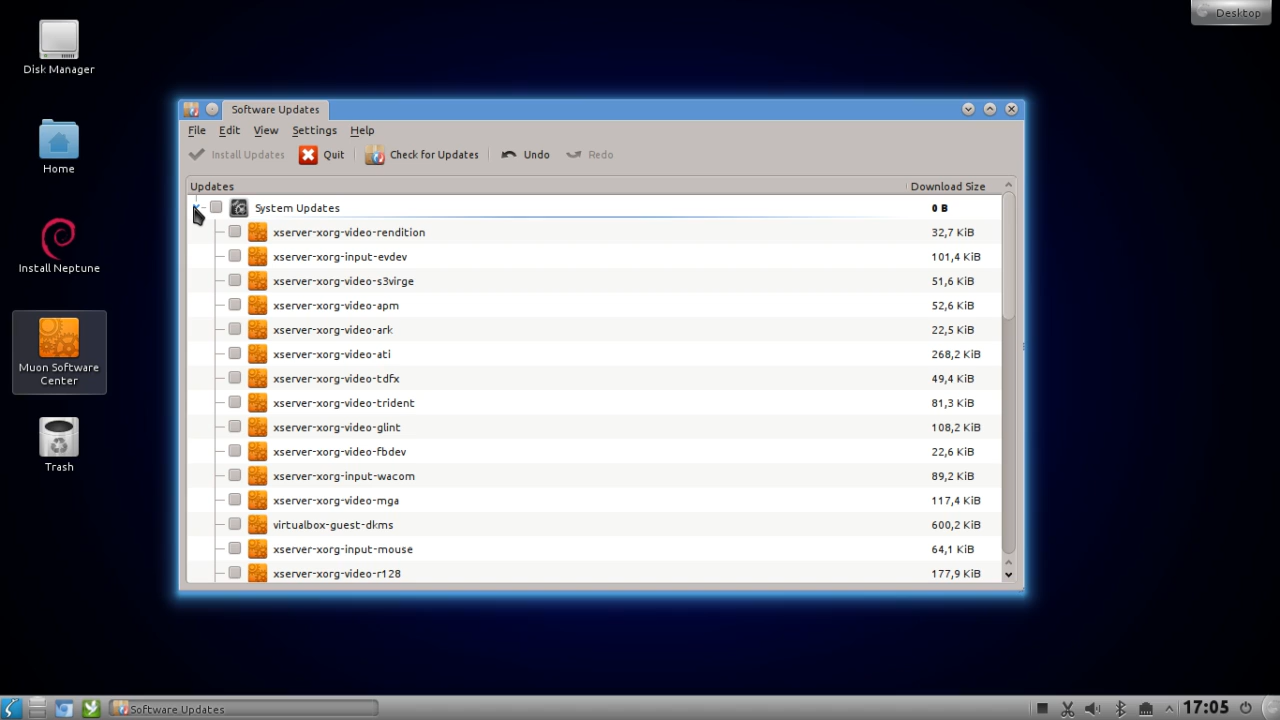 Desktop
Disk Manager
Home
Install Neptune
Muon Software
Center
Trash
Software Updates
File Edit View Settings Help
Install Updates Quit Check for Updates Undo Redo
Updates Download Size
System Updates 0 B
xserver-xorg-video-rendition 32,7 KiB
xserver-xorg-input-evdev 101,4 KiB
xserver-xorg-video-s3virge 51,6 KiB
xserver-xorg-video-apm 52,6 KiB
xserver-xorg-video-ark 22,5 KiB
xserver-xorg-video-ati 268,2 KiB
xserver-xorg-video-tdfx 49,4 KiB
xserver-xorg-video-trident 81,3 KiB
xserver-xorg-video-glint 108,2 KiB
xserver-xorg-video-fbdev 22,6 KiB
xserver-xorg-input-wacom 89,2 KiB
xserver-xorg-video-mga 117,4 KiB
virtualbox-guest-dkms 600,2 KiB
xserver-xorg-input-mouse 64,1 KiB
xserver-xorg-video-r128 177,9 KiB
Software Updates 17:05